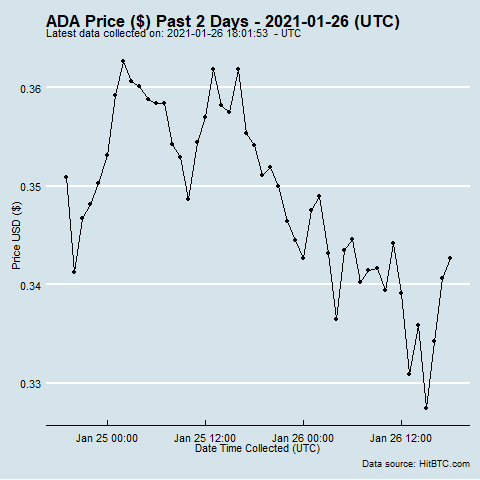 ADA Price ($) Past 2 Days - 2021-01-26 (UTC)
Latest data collected on: 2021-01-26 18:01:53 - UTC
0.36
0.35
0.34
0.33
Price USD ($)
Jan 25 00:00 Jan 25 12:00 Jan 26 00:00 Jan 26 12:00
Date Time Collected (UTC)
Data source: HitBTC.com